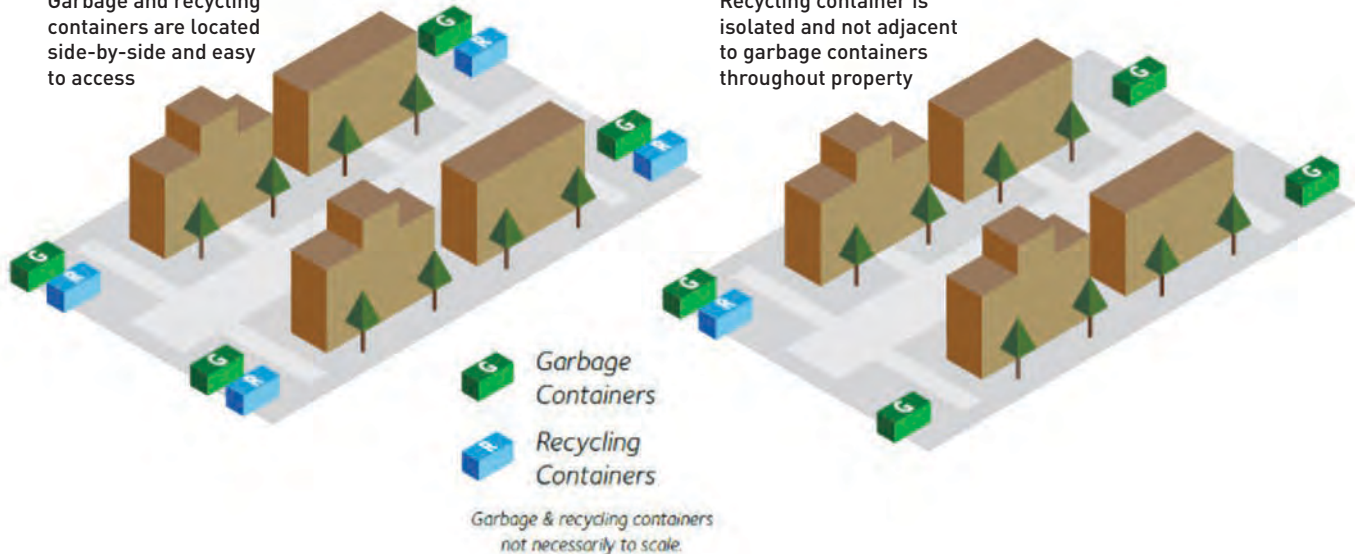 Garbage and recycling
containers are located
side-by-side and easy
to access
Recycling container is
isolated and not adjacent
to garbage containers
throughout property
G
R
G
R
G
R
G
R
G
G
G
R
G
G
Garbage
Containers
R
Recycling
Containers
Garbage & recycling containers
not necessarily to scale.